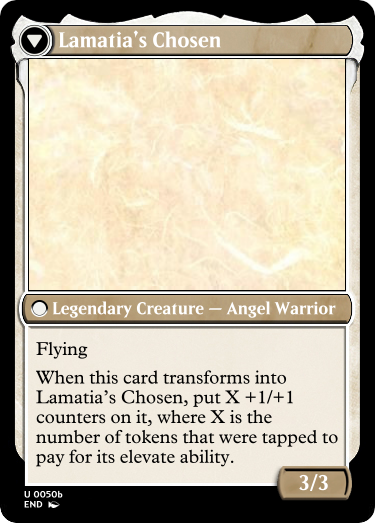 Lamatia's Chosen
Legendary Creature — Angel Warrior
Flying
When this card transforms into
Lamatia's Chosen, put X +1/+1
counters on it, where X is the
number of tokens that were tapped to
pay for its elevate ability.
3/3
U 0050b
END